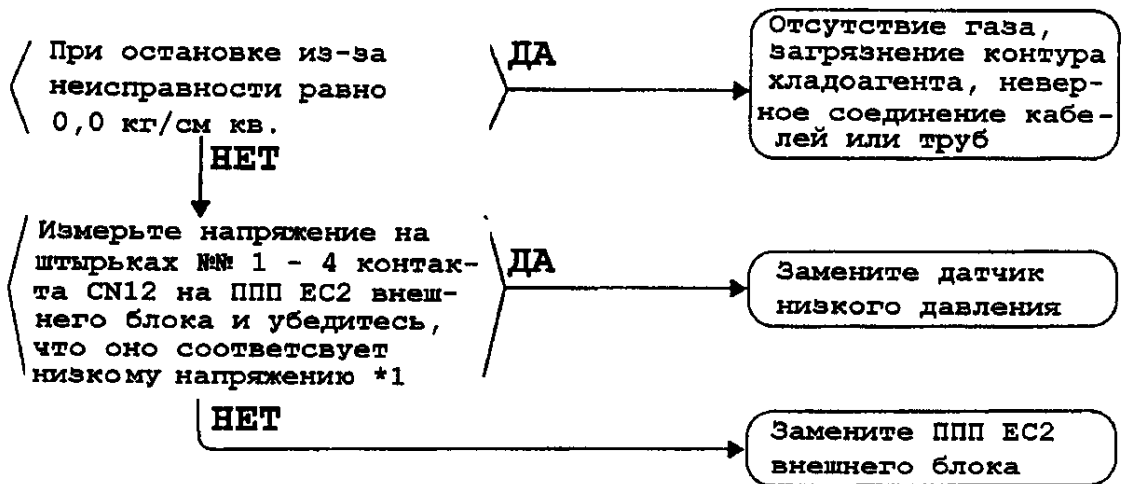 При остановке из-за
неисправности равно
0,0 кг/см кв.
ДА
Отсутствие газа,
загрязнение контура
хладоагента, невер-
ное соединение кабе-
лей или труб
НЕТ
Измерьте напряжение на
штырьках №№ 1 - 4 контак-
та CN12 на ППП EC2 внеш-
него блока и убедитесь,
что оно соответсвует
низкому напряжению *1
ДА
Замените датчик
низкого давления
НЕТ
Замените ППП EC2
внешнего блока